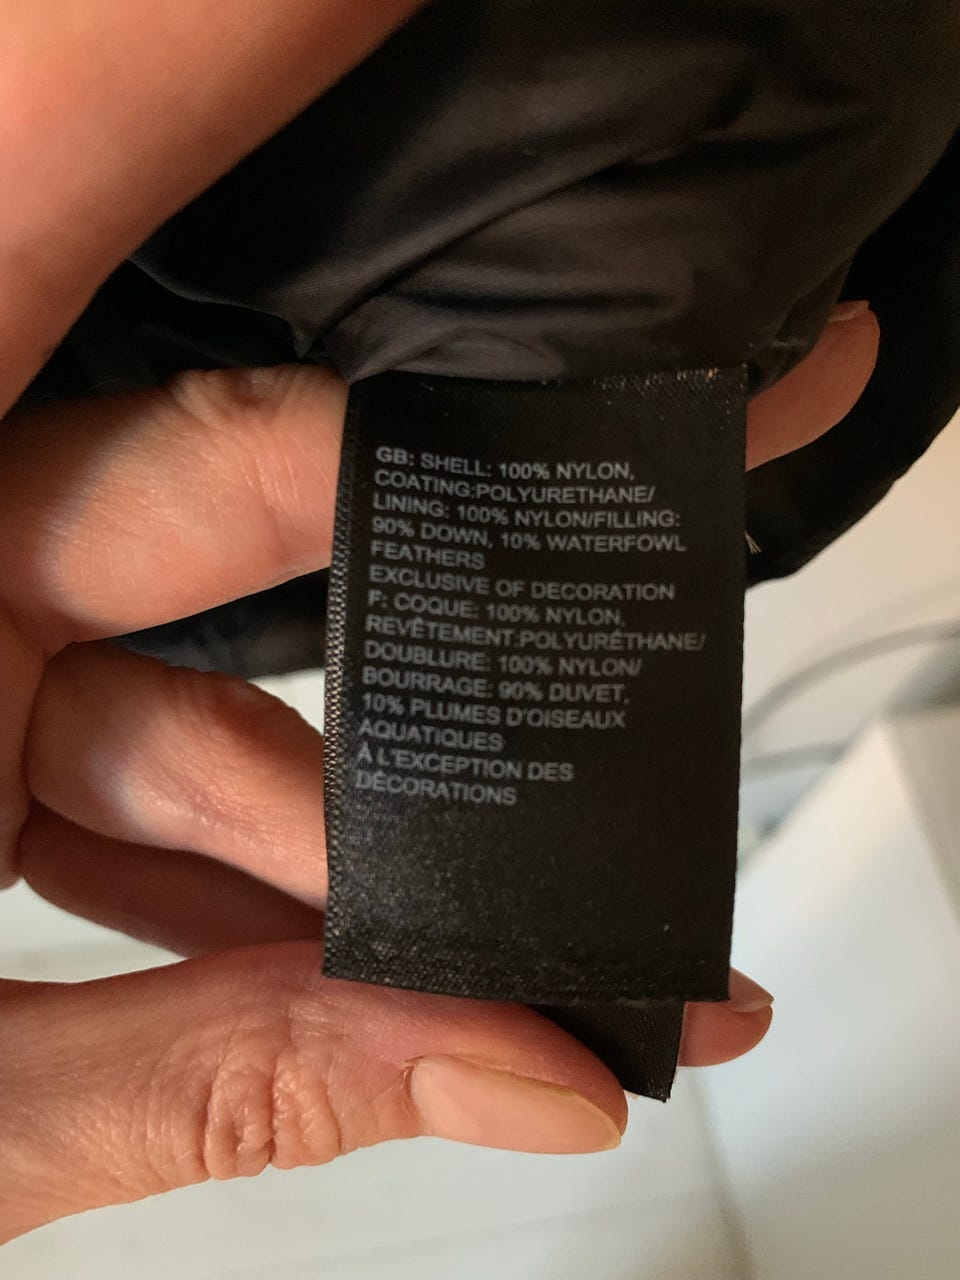 GB: SHELL: 100% NYLON,
COATING:POLYURETHANE/
LINING: 100% NYLON/FILLING:
90% DOWN, 10% WATERFOWL
FEATHERS
EXCLUSIVE OF DECORATION
F: COQUE: 100% NYLON,
REVÊTEMENT:POLYURÉTHANE/
DOUBLURE: 100% NYLON/
BOURRAGE: 90% DUVET,
10% PLUMES D'OISEAUX
AQUATIQUES
À L'EXCEPTION DES
DÉCORATIONS